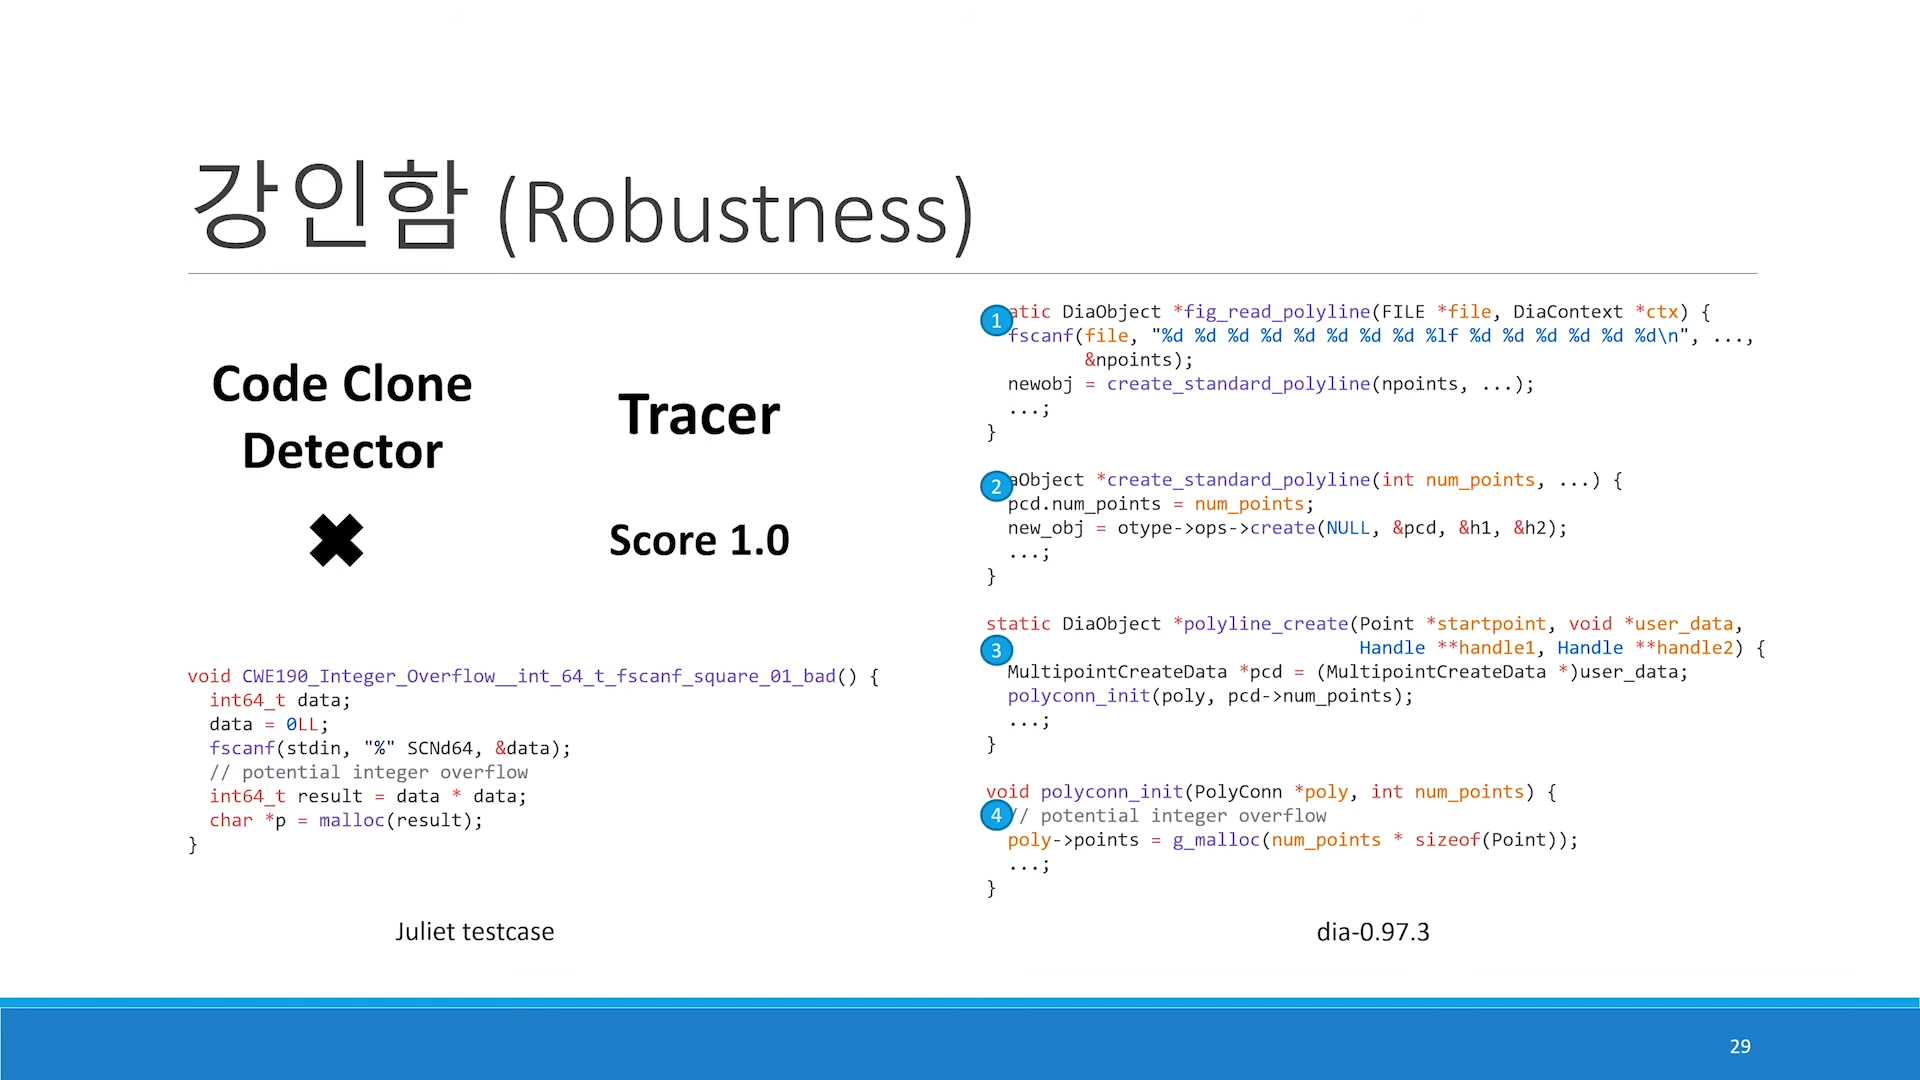 강인함 (Robustness)
Code Clone
Detector
✖
Tracer
Score 1.0
void CWE190_Integer_Overflow__int_64_t_fscanf_square_01_bad() {
  int64_t data;
  data = 0LL;
  fscanf(stdin, "%" SCNd64, &data);
  // potential integer overflow
  int64_t result = data * data;
  char *p = malloc(result);
}
Juliet testcase
1
atic DiaObject *fig_read_polyline(FILE *file, DiaContext *ctx) {
  fscanf(file, "%d %d %d %d %d %d %d %d %lf %d %d %d %d %d %d\n", ...,
         &npoints);
  newobj = create_standard_polyline(npoints, ...);
  ...;
}
2
aObject *create_standard_polyline(int num_points, ...) {
  pcd.num_points = num_points;
  new_obj = otype->ops->create(NULL, &pcd, &h1, &h2);
  ...;
}
static DiaObject *polyline_create(Point *startpoint, void *user_data,
                                  Handle **handle1, Handle **handle2) {
3
  MultipointCreateData *pcd = (MultipointCreateData *)user_data;
  polyconn_init(poly, pcd->num_points);
  ...;
}
void polyconn_init(PolyConn *poly, int num_points) {
4
  // potential integer overflow
  poly->points = g_malloc(num_points * sizeof(Point));
  ...;
}
dia-0.97.3
29